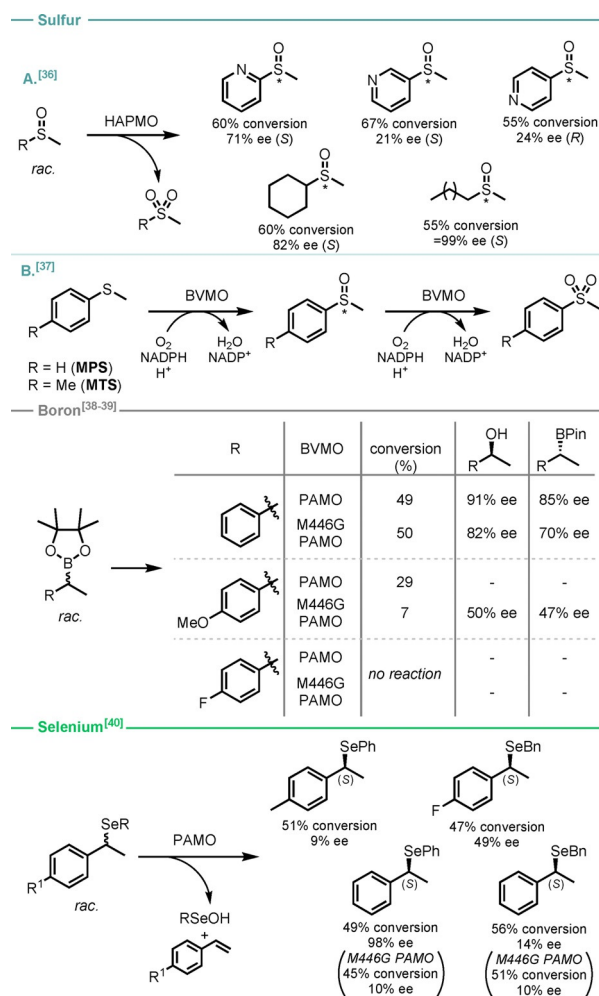 Sulfur
A.[36]
O
R S
rac.
HAPMO
O O
R S
N S O *
60% conversion
71% ee (S)
N S O *
67% conversion
21% ee (S)
N S O *
55% conversion
24% ee (R)
O
S
*
60% conversion
82% ee (S)
O
( ) S
*
55% conversion
=99% ee (S)
B.[37]
S
R
R = H (MPS)
R = Me (MTS)
BVMO
O2 H2O
NADPH NADP+
H+
O
S
*
R
BVMO
O2 H2O
NADPH NADP+
H+
O O
S
R
Boron[38-39]
O O
B
R
rac.
R BVMO conversion (%) OH R BPin R
PAMO 49 91% ee 85% ee
M446G PAMO 50 82% ee 70% ee
MeO
PAMO 29 - -
M446G PAMO 7 50% ee 47% ee
F
PAMO no reaction - -
M446G PAMO - -
Selenium[40]
SeR
R1
rac.
PAMO
RSeOH
+
R1
SePh
(S)
51% conversion
9% ee
SeBn
(S)
F
47% conversion
49% ee
SePh
(S)
49% conversion
98% ee
(M446G PAMO
45% conversion
10% ee)
SeBn
(S)
56% conversion
14% ee
(M446G PAMO
51% conversion
10% ee)